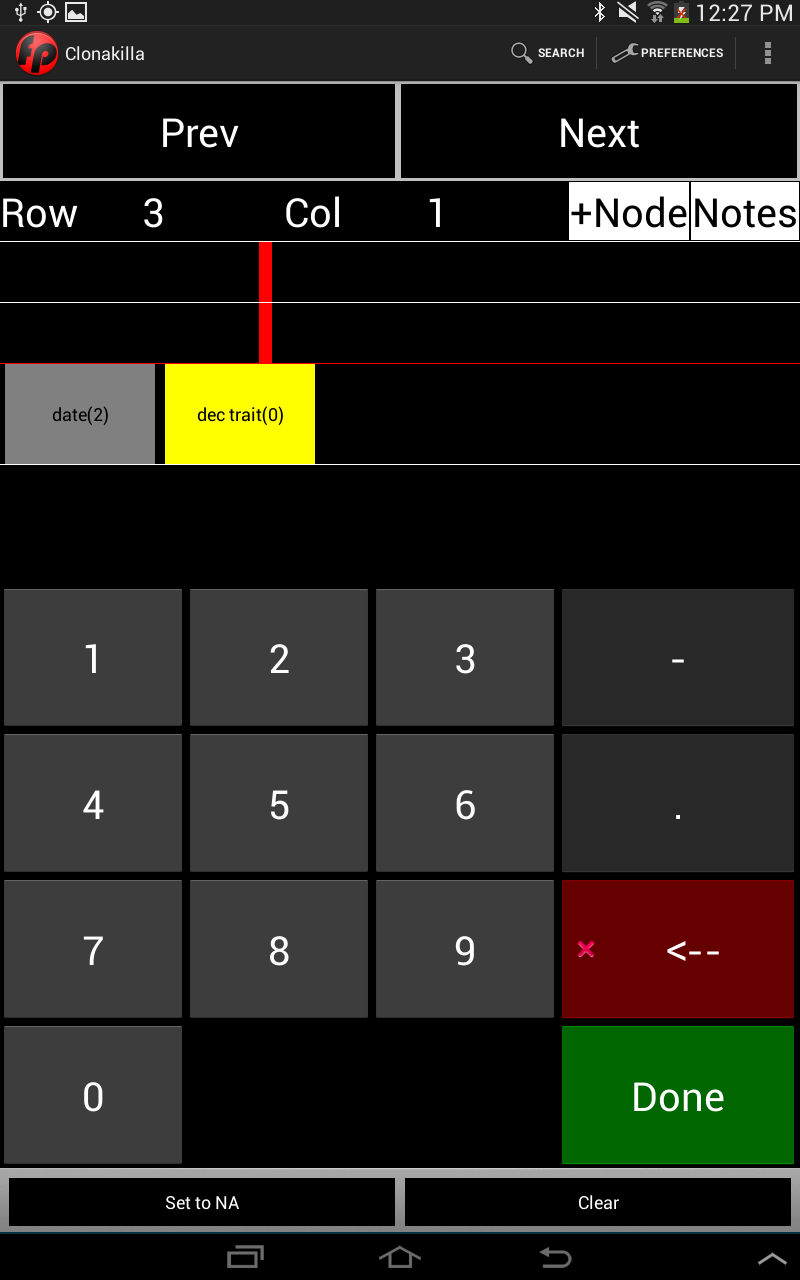 12:27 PM
fp Clonakilla SEARCH PREFERENCES
Prev Next
Row 3 Col 1 +Node Notes
date(2) dec trait(0)
1 2 3 -
4 5 6 .
7 8 9 <--
0 Done
Set to NA Clear